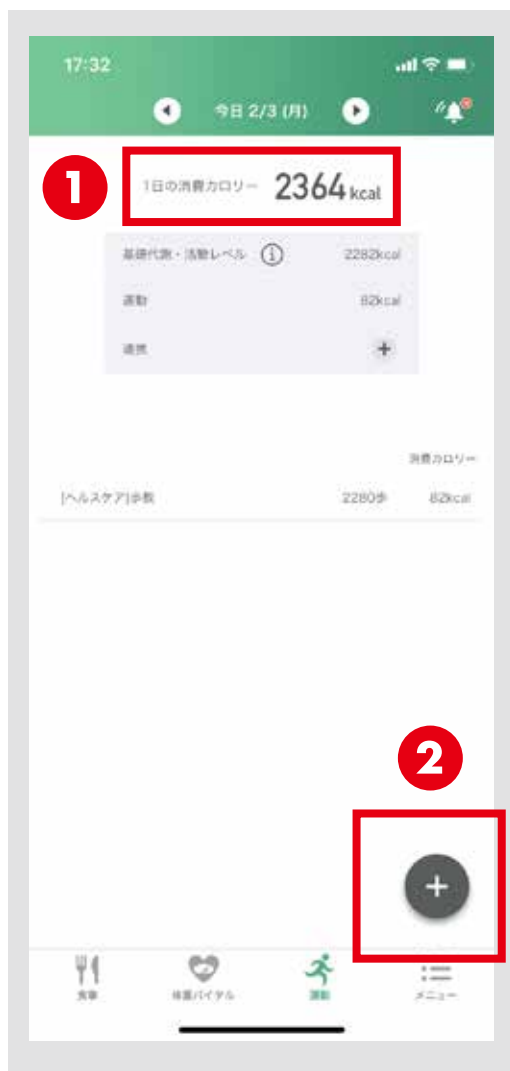 17:32
今日 2/3 (月)
1
1日の消費カロリー 2364 kcal
基礎代謝・活動レベル i 2282kcal
運動 82kcal
連携 +
消費カロリー
[ヘルスケア]歩数 2280歩 82kcal
2
+
食事 体重バイタル 運動 メニュー